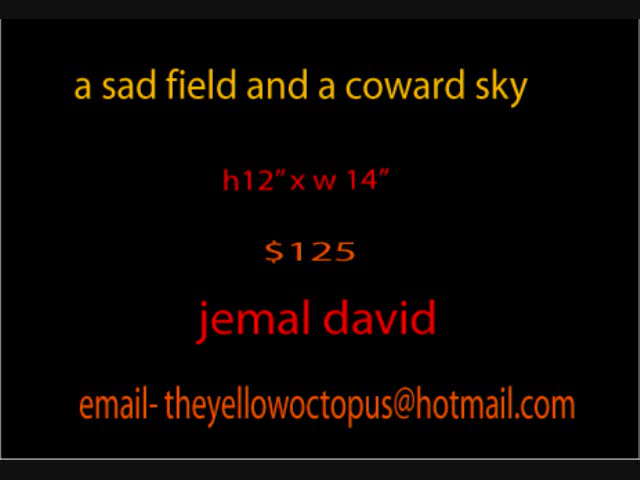 a sad field and a coward sky
h12” x w 14”
$125
jemal david
email- theyellowoctopus@hotmail.com